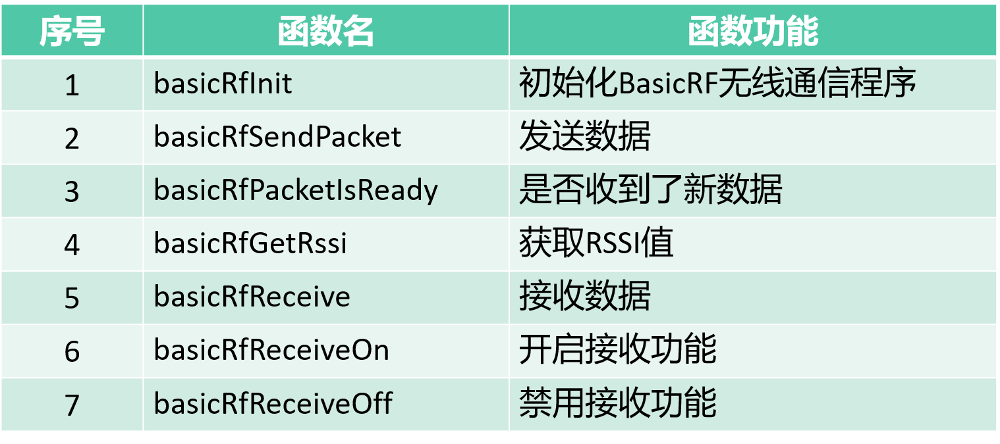 序号 函数名 函数功能
1 basicRfInit 初始化BasicRF无线通信程序
2 basicRfSendPacket 发送数据
3 basicRfPacketIsReady 是否收到了新数据
4 basicRfGetRssi 获取RSSI值
5 basicRfReceive 接收数据
6 basicRfReceiveOn 开启接收功能
7 basicRfReceiveOff 禁用接收功能